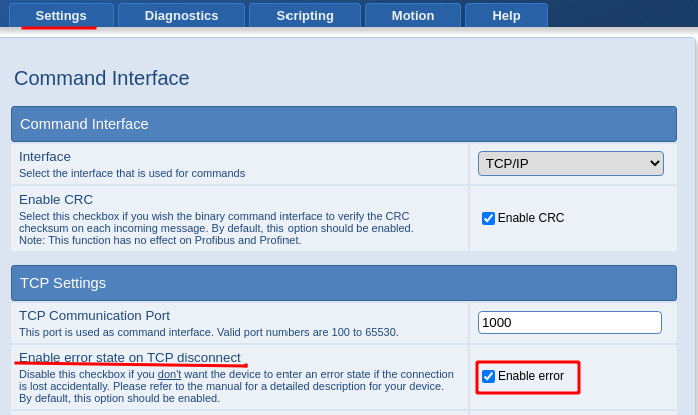 Settings
Diagnostics
Scripting
Motion
Help
Command Interface
Command Interface
Interface
Select the interface that is used for commands
TCP/IP
Enable CRC
Select this checkbox if you wish the binary command interface to verify the CRC
checksum on each incoming message. By default, this option should be enabled.
Note: This function has no effect on Profibus and Profinet.
Enable CRC
TCP Settings
TCP Communication Port
This port is used as command interface. Valid port numbers are 100 to 65530.
1000
Enable error state on TCP disconnect
Disable this checkbox if you don't want the device to enter an error state if the connection
is lost accidentally. Please refer to the manual for a detailed description for your device.
By default, this option should be enabled.
Enable error